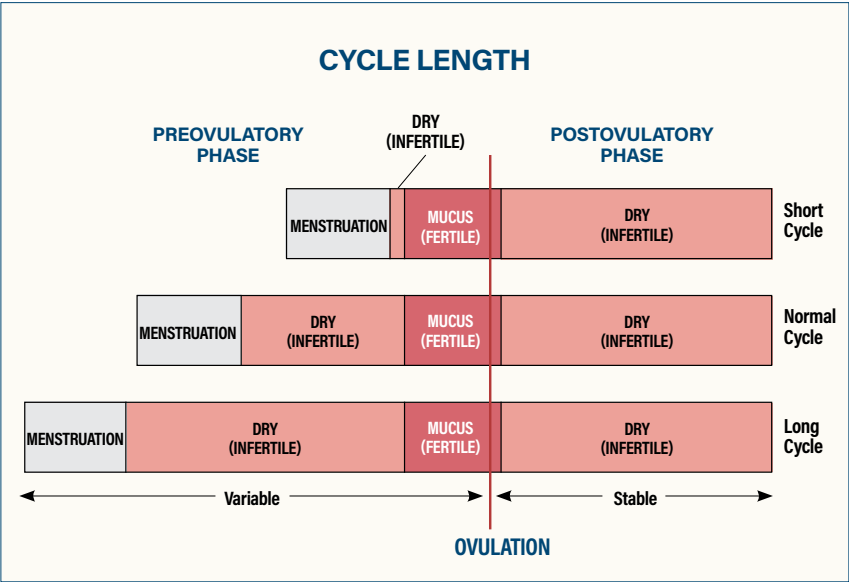 CYCLE LENGTH
PREOVULATORY
PHASE
DRY
(INFERTILE)
POSTOVULATORY
PHASE
MENSTRUATION
MUCUS
(FERTILE)
DRY
(INFERTILE)
Short
Cycle
MENSTRUATION
DRY
(INFERTILE)
MUCUS
(FERTILE)
DRY
(INFERTILE)
Normal
Cycle
MENSTRUATION
DRY
(INFERTILE)
MUCUS
(FERTILE)
DRY
(INFERTILE)
Long
Cycle
Variable
Stable
OVULATION